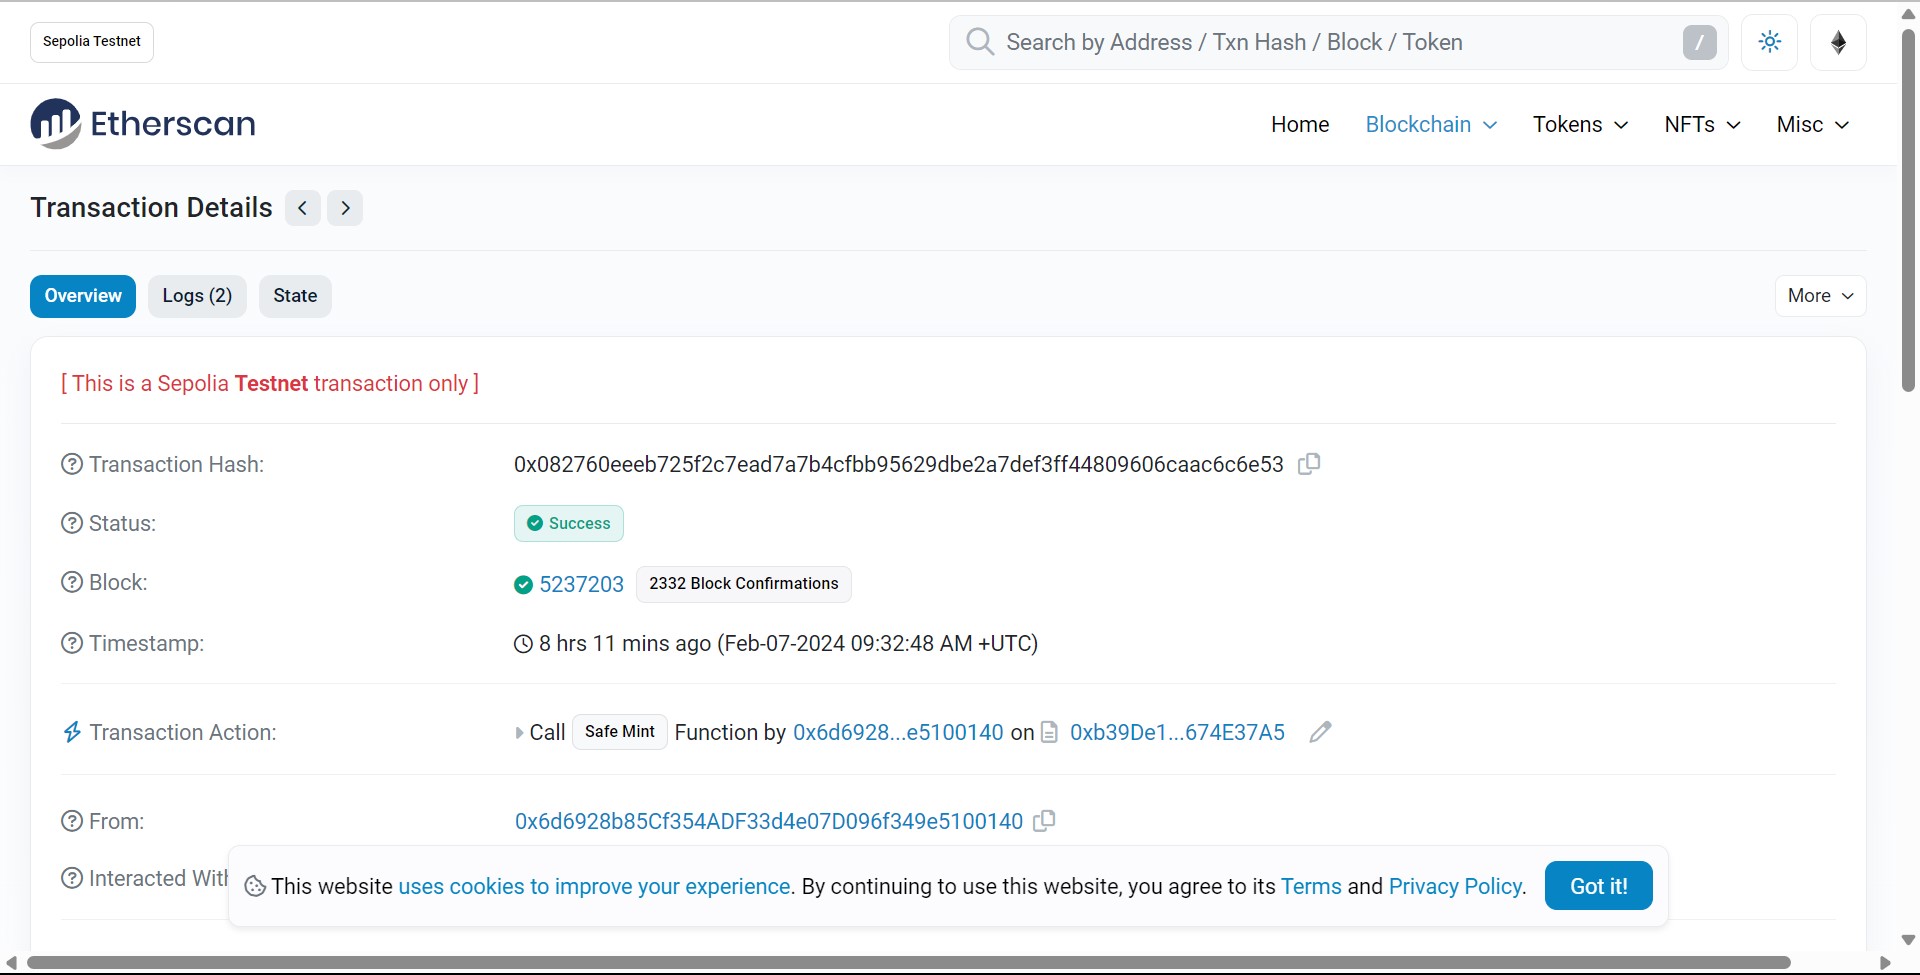 Sepolia Testnet
Search by Address / Txn Hash / Block / Token
/
Etherscan
Home Blockchain Tokens NFTs Misc
Transaction Details
Overview Logs (2) State More
[ This is a Sepolia Testnet transaction only ]
Transaction Hash: 0x082760eeeb725f2c7ead7a7b4cfbb95629dbe2a7def3ff44809606caac6c6e53
Status: Success
Block: 5237203 2332 Block Confirmations
Timestamp: 8 hrs 11 mins ago (Feb-07-2024 09:32:48 AM +UTC)
Transaction Action: Call Safe Mint Function by 0x6d6928...e5100140 on 0xb39De1...674E37A5
From: 0x6d6928b85Cf354ADF33d4e07D096f349e5100140
Interacted With
This website uses cookies to improve your experience. By continuing to use this website, you agree to its Terms and Privacy Policy. Got it!